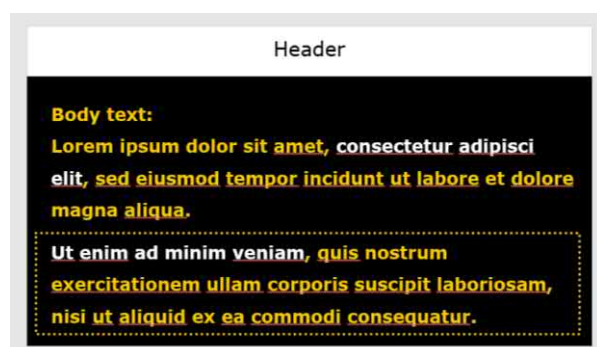 Header
Body text:
Lorem ipsum dolor sit amet, consectetur adipisci
elit, sed eiusmod tempor incidunt ut labore et dolore
magna aliqua.
Ut enim ad minim veniam, quis nostrum
exercitationem ullam corporis suscipit laboriosam,
nisi ut aliquid ex ea commodi consequatur.